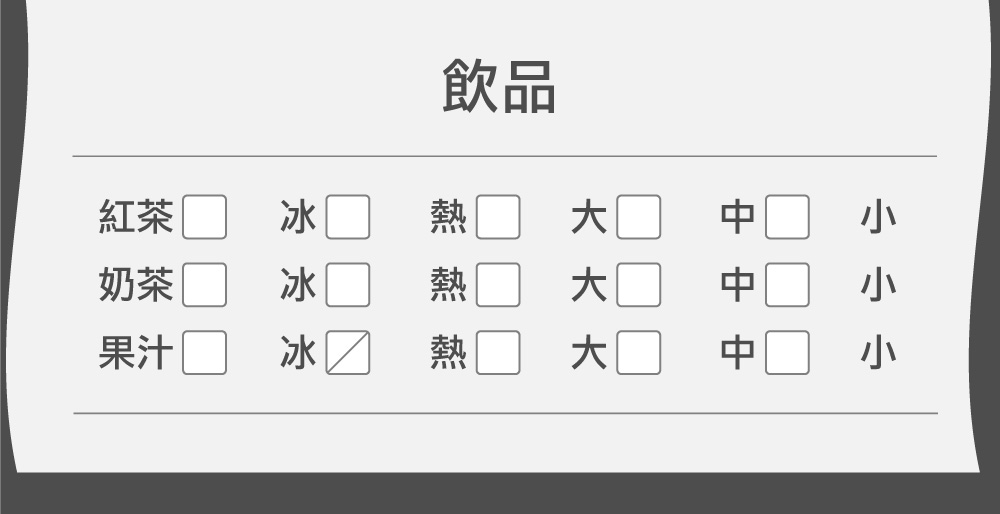 飲品
紅茶 冰 熱 大 中 小
奶茶 冰 熱 大 中 小
果汁 冰 熱 大 中 小